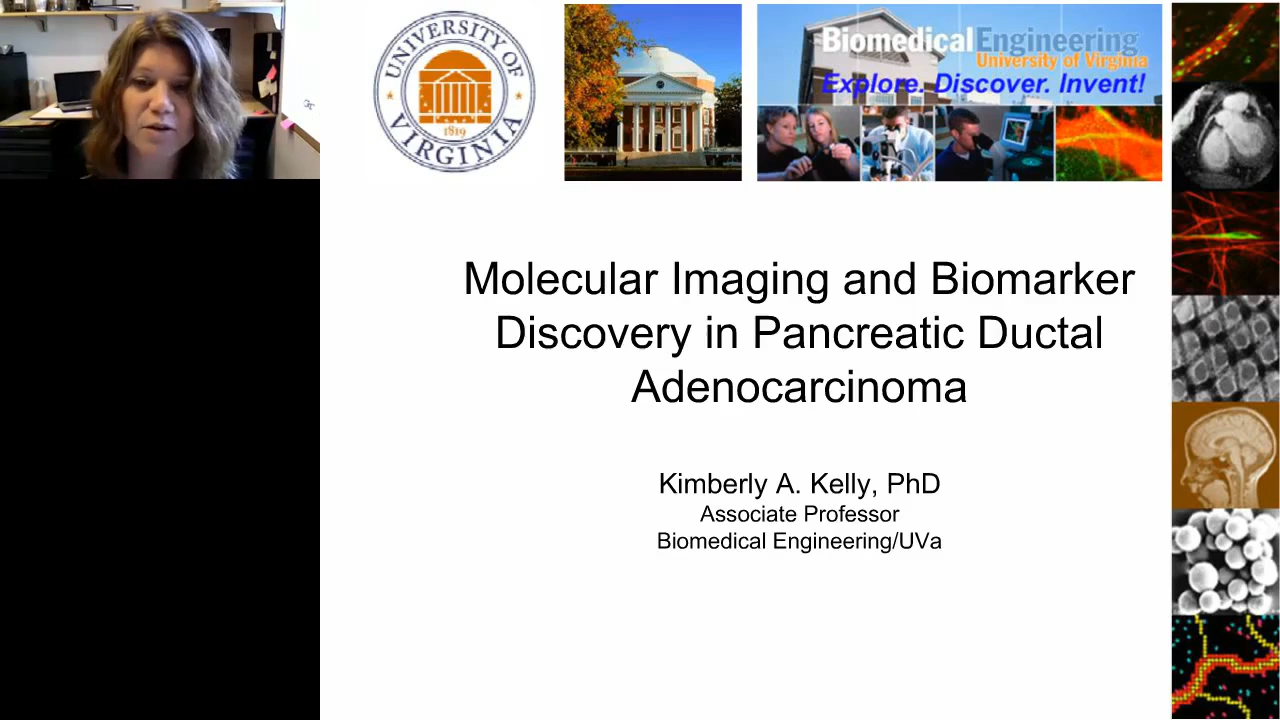 UNIVERSITY OF
VIRGINIA
1819
Biomedical Engineering
University of Virginia
Explore. Discover. Invent!
Molecular Imaging and Biomarker
Discovery in Pancreatic Ductal
Adenocarcinoma
Kimberly A. Kelly, PhD
Associate Professor
Biomedical Engineering/UVa